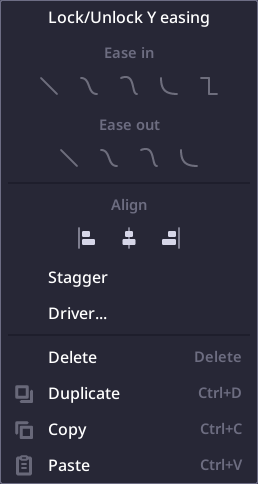 Lock/Unlock Y easing
Ease in
Ease out
Align
Stagger
Driver...
Delete Delete
Duplicate Ctrl+D
Copy Ctrl+C
Paste Ctrl+V